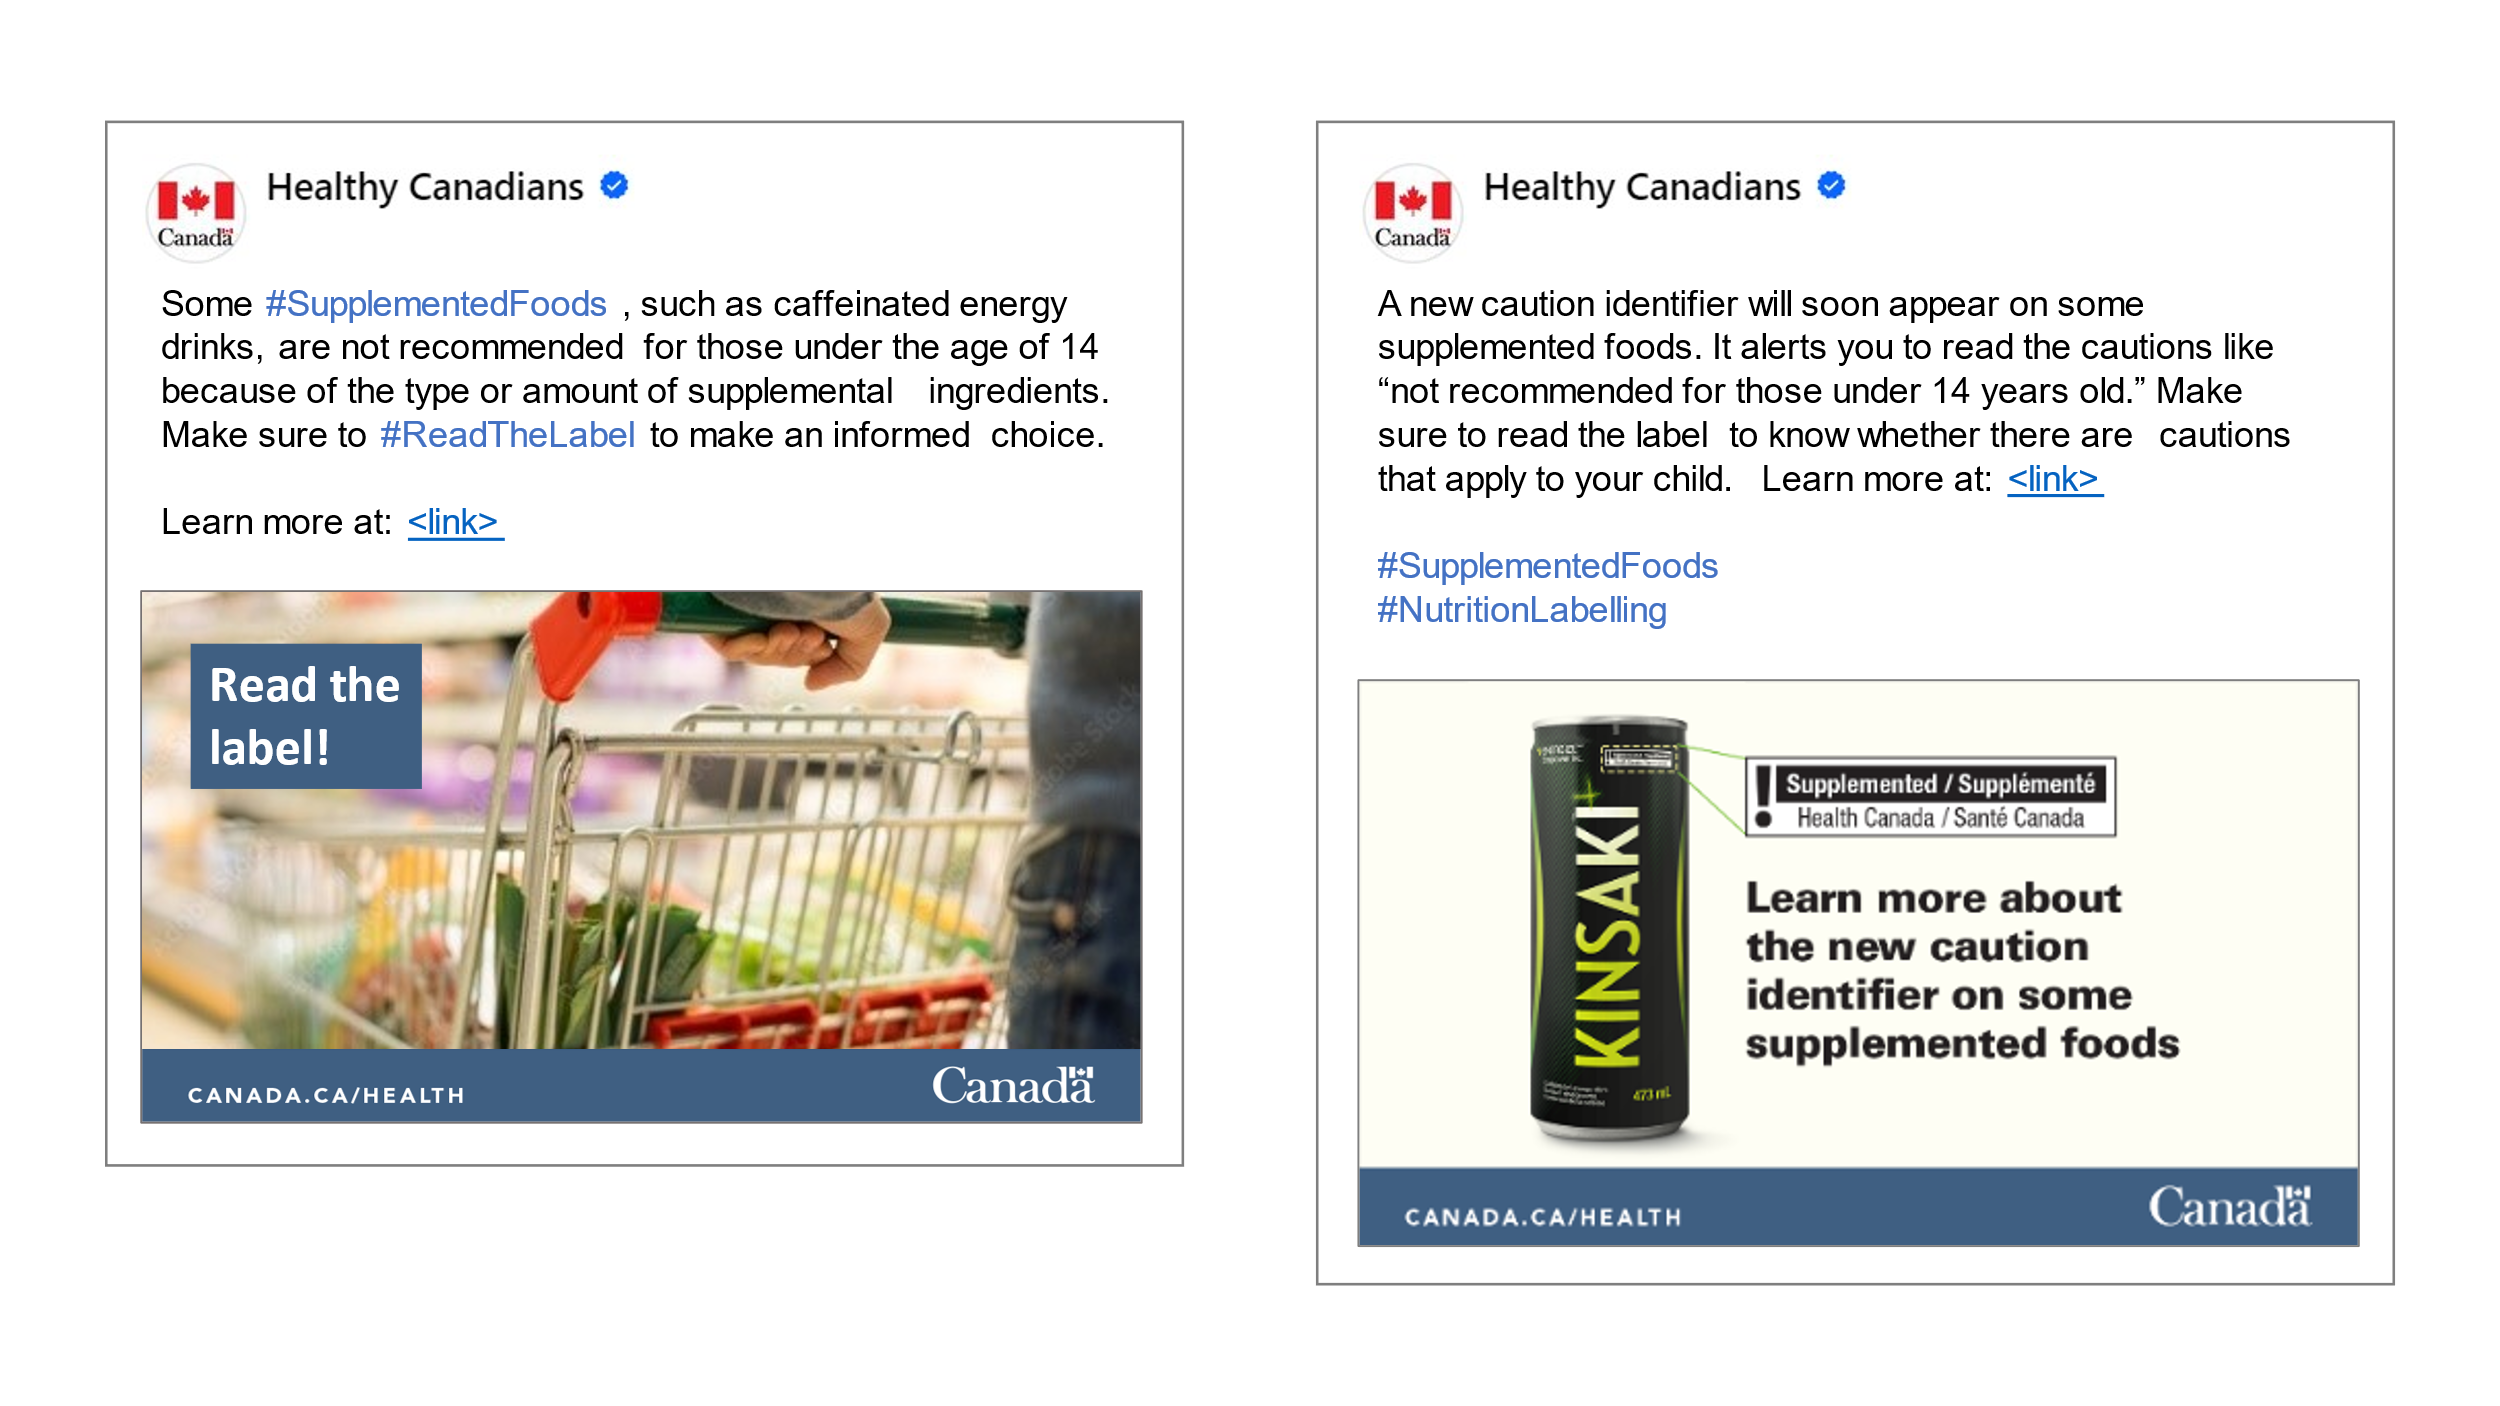 Canada
Healthy Canadians
Some #SupplementedFoods , such as caffeinated energy
drinks, are not recommended for those under the age of 14
because of the type or amount of supplemental ingredients.
Make sure to #ReadTheLabel to make an informed choice.
Learn more at: <link>
Read the
label!
CANADA.CA/HEALTH
Canada
Canada
Healthy Canadians
A new caution identifier will soon appear on some
supplemented foods. It alerts you to read the cautions like
“not recommended for those under 14 years old.” Make
sure to read the label to know whether there are cautions
that apply to your child. Learn more at: <link>
#SupplementedFoods
#NutritionLabelling
KINSAKI
473 mL
! Supplemented / Supplémenté
Health Canada / Santé Canada
Learn more about
the new caution
identifier on some
supplemented foods
CANADA.CA/HEALTH
Canada